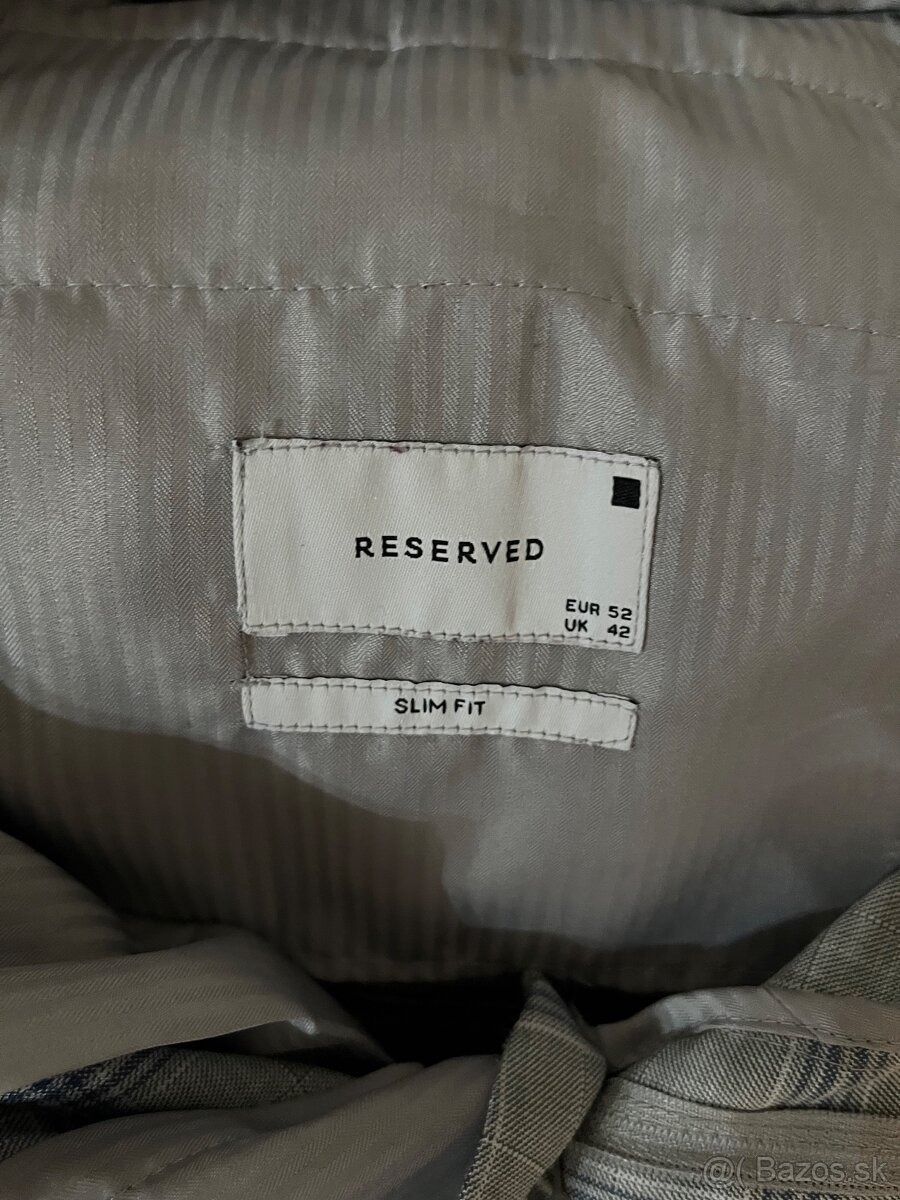 RESERVED
EUR 52
UK 42
SLIM FIT
@( Bazos.sk